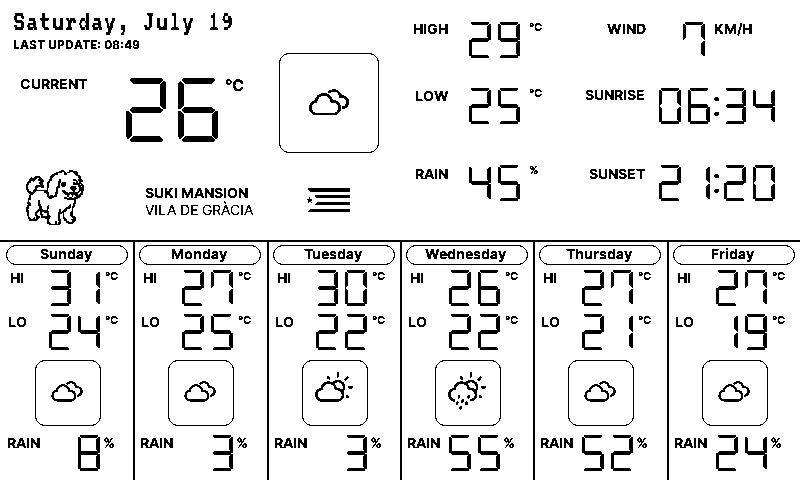 Saturday, July 19
LAST UPDATE: 08:49
CURRENT 26 °C
HIGH 29 °C
WIND 7 KM/H
LOW 25 °C
SUNRISE 06:34
RAIN 45 %
SUNSET 21:20
SUKI MANSION
VILA DE GRÀCIA
Sunday
HI 31 °C
LO 24 °C
RAIN 8 %
Monday
HI 27 °C
LO 25 °C
RAIN 3 %
Tuesday
HI 30 °C
LO 22 °C
RAIN 3 %
Wednesday
HI 26 °C
LO 22 °C
RAIN 55 %
Thursday
HI 27 °C
LO 21 °C
RAIN 52 %
Friday
HI 27 °C
LO 19 °C
RAIN 24 %